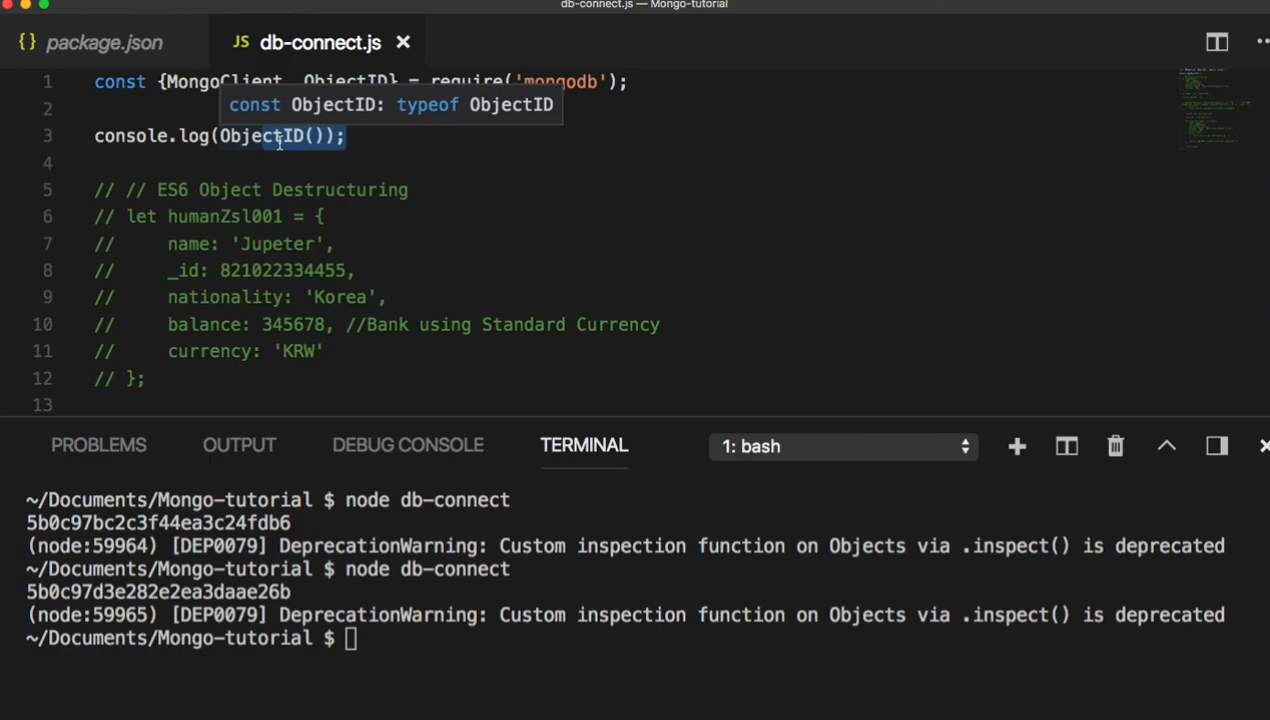 db-connect.js — Mongo-tutorial
{} package.json
JS db-connect.js ×
1 const {MongoClient, ObjectID} = require('mongodb');
2
const ObjectID: typeof ObjectID
3 console.log(ObjectID());
4
5 // // ES6 Object Destructuring
6 // let humanZsl001 = {
7 //     name: 'Jupeter',
8 //     _id: 821022334455,
9 //     nationality: 'Korea',
10 //     balance: 345678, //Bank using Standard Currency
11 //     currency: 'KRW'
12 // };
13
PROBLEMS OUTPUT DEBUG CONSOLE TERMINAL 1: bash
~/Documents/Mongo-tutorial $ node db-connect
5b0c97bc2c3f44ea3c24fdb6
(node:59964) [DEP0079] DeprecationWarning: Custom inspection function on Objects via .inspect() is deprecated
~/Documents/Mongo-tutorial $ node db-connect
5b0c97d3e282e2ea3daae26b
(node:59965) [DEP0079] DeprecationWarning: Custom inspection function on Objects via .inspect() is deprecated
~/Documents/Mongo-tutorial $